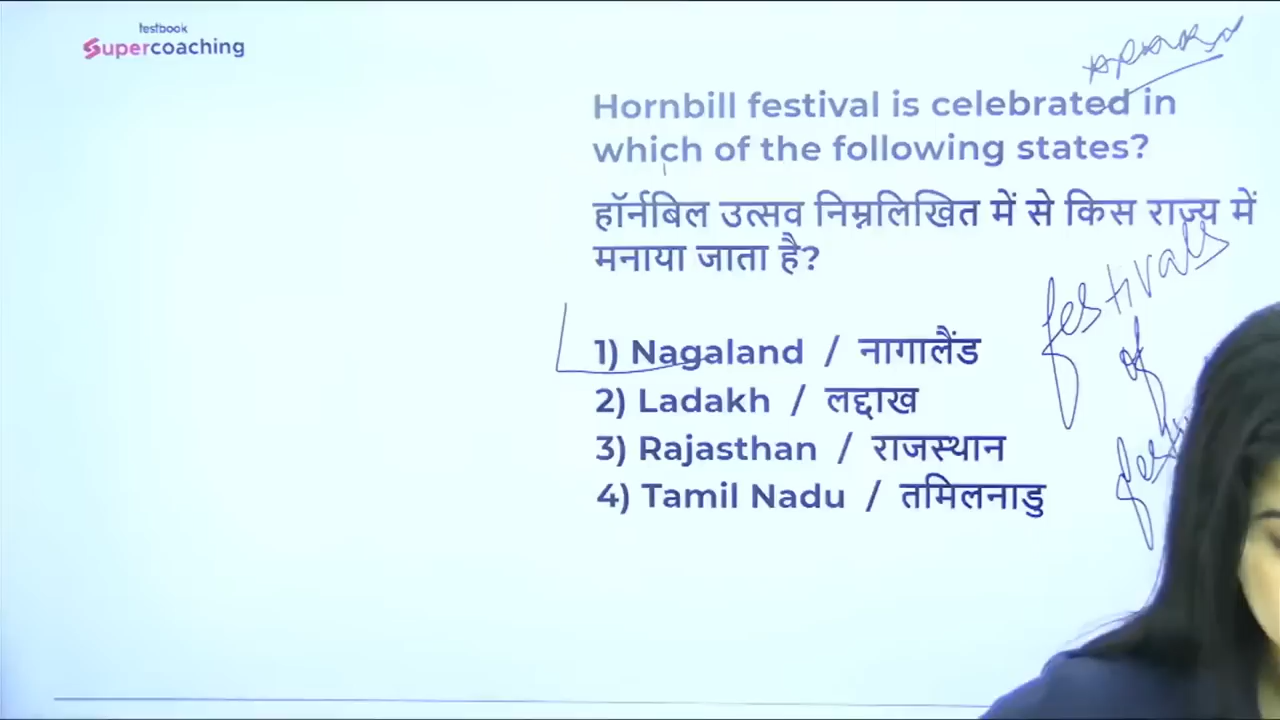 testbook
Supercoaching
Hornbill festival is celebrated in
which of the following states?
हॉर्नबिल उत्सव निम्नलिखित में से किस राज्य में
मनाया जाता है?
1) Nagaland / नागालैंड
2) Ladakh / लद्दाख
3) Rajasthan / राजस्थान
4) Tamil Nadu / तमिलनाडु
festivals
of